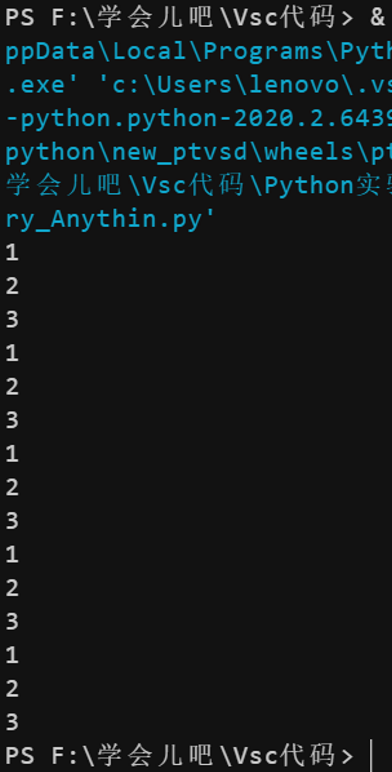 PS F:\学会儿吧\Vsc代码> &
ppData\Local\Programs\Pyth
.exe' 'c:\Users\lenovo\.vs
-python.python-2020.2.6439
python\new_ptvsd\wheels\pt
学会儿吧\Vsc代码\Python实验
ry_Anythin.py'
1
2
3
1
2
3
1
2
3
1
2
3
1
2
3
PS F:\学会儿吧\Vsc代码>